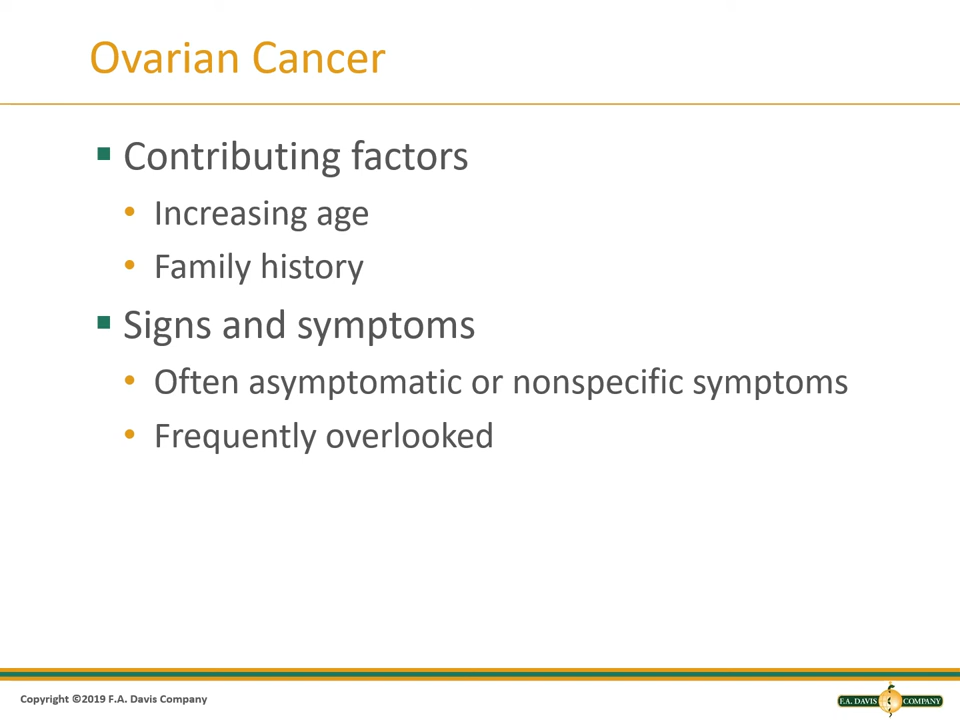 Ovarian Cancer
Contributing factors
Increasing age
Family history
Signs and symptoms
Often asymptomatic or nonspecific symptoms
Frequently overlooked
Copyright ©2019 F.A. Davis Company
F.A. DAVIS COMPANY